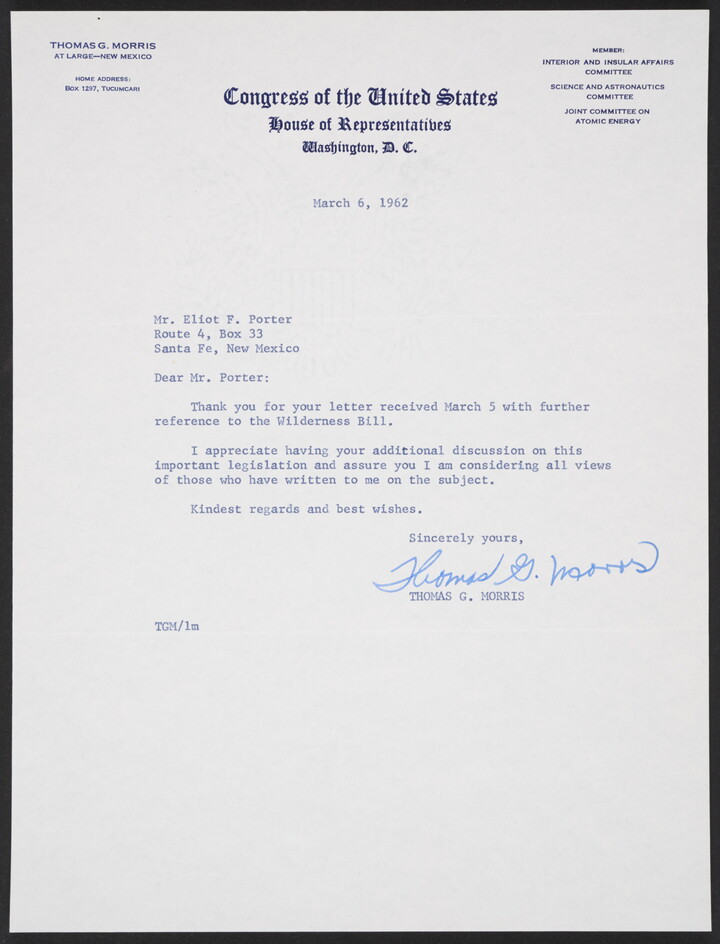 THOMAS G. MORRIS
AT LARGE—NEW MEXICO
HOME ADDRESS:
BOX 1297, TUCUMCARI
MEMBER:
INTERIOR AND INSULAR AFFAIRS
COMMITTEE
SCIENCE AND ASTRONAUTICS
COMMITTEE
JOINT COMMITTEE ON
ATOMIC ENERGY
Congress of the United States
House of Representatives
Washington, D. C.
March 6, 1962
Mr. Eliot F. Porter
Route 4, Box 33
Santa Fe, New Mexico
Dear Mr. Porter:
Thank you for your letter received March 5 with further
reference to the Wilderness Bill.
I appreciate having your additional discussion on this
important legislation and assure you I am considering all views
of those who have written to me on the subject.
Kindest regards and best wishes.
Sincerely yours,
Thomas G. Morris
THOMAS G. MORRIS
TGM/lm